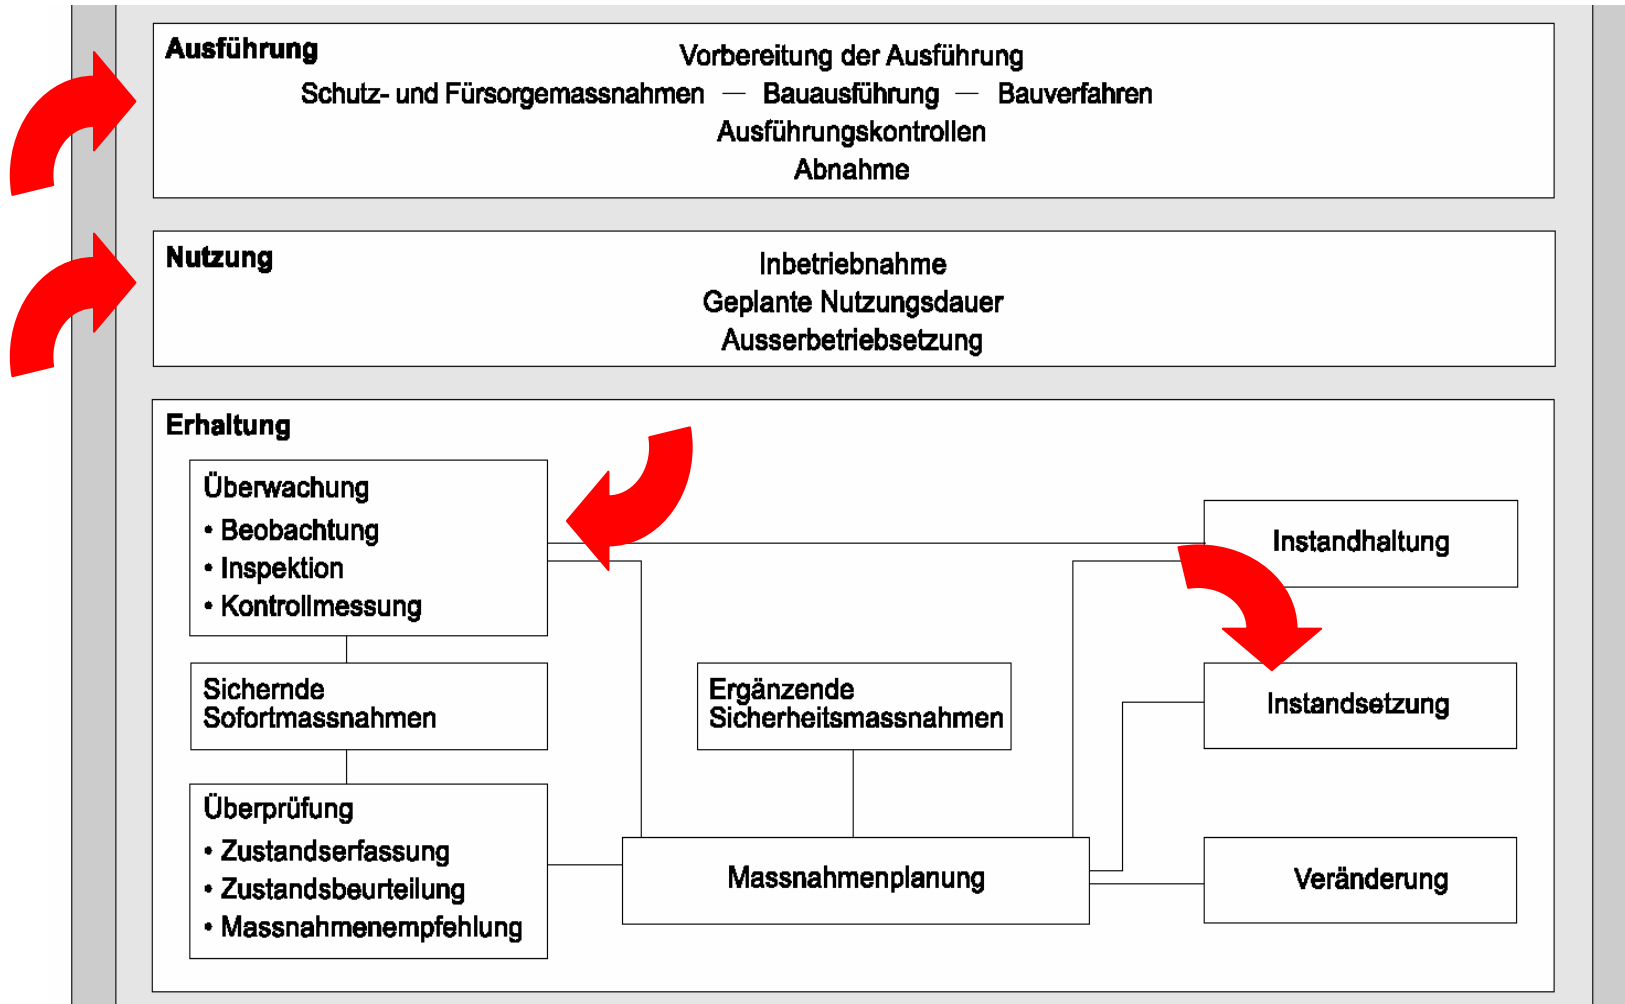 Ausführung
Vorbereitung der Ausführung
Schutz- und Fürsorgemassnahmen — Bauausführung — Bauverfahren
Ausführungskontrollen
Abnahme
Nutzung
Inbetriebnahme
Geplante Nutzungsdauer
Ausserbetriebsetzung
Erhaltung
Überwachung
• Beobachtung
• Inspektion
• Kontrollmessung
Instandhaltung
Sichernde
Sofortmassnahmen
Ergänzende
Sicherheitsmassnahmen
Instandsetzung
Überprüfung
• Zustandserfassung
• Zustandsbeurteilung
• Massnahmenempfehlung
Massnahmenplanung
Veränderung